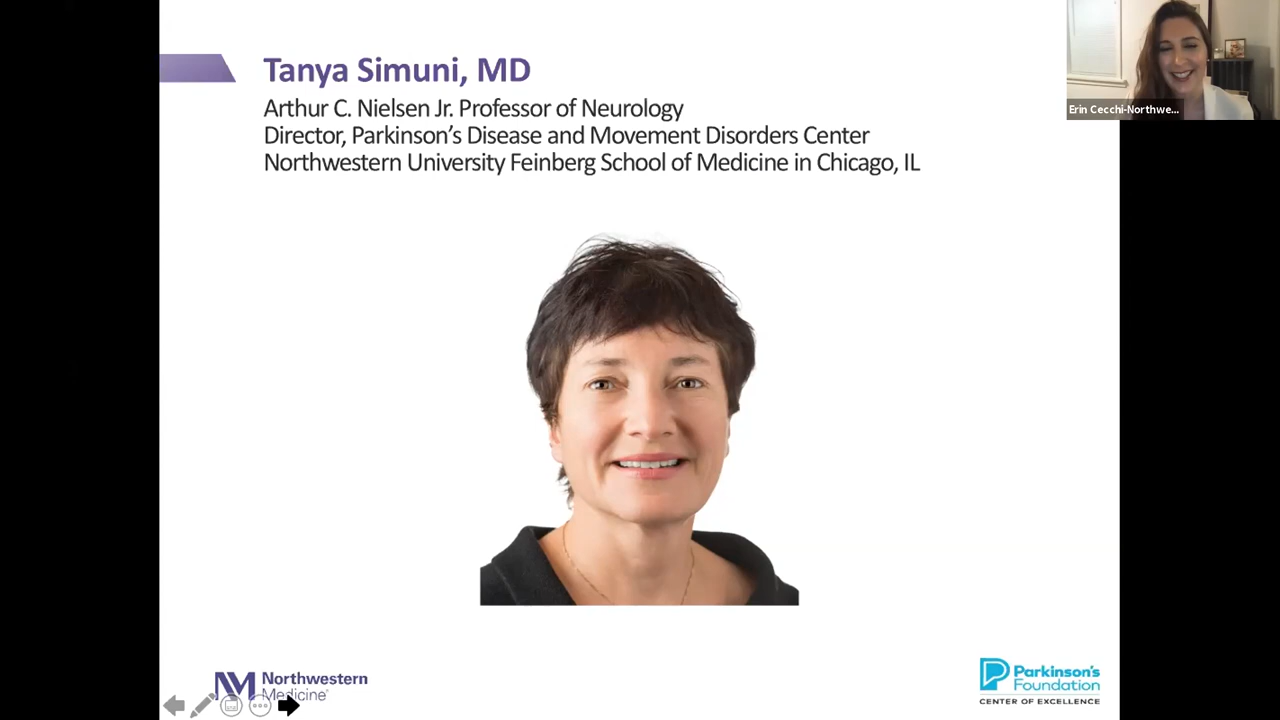 Tanya Simuni, MD
Arthur C. Nielsen Jr. Professor of Neurology
Director, Parkinson's Disease and Movement Disorders Center
Northwestern University Feinberg School of Medicine in Chicago, IL
Erin Cecchi-Northwe...
NM Northwestern
Medicine®
Parkinson's
Foundation
CENTER OF EXCELLENCE